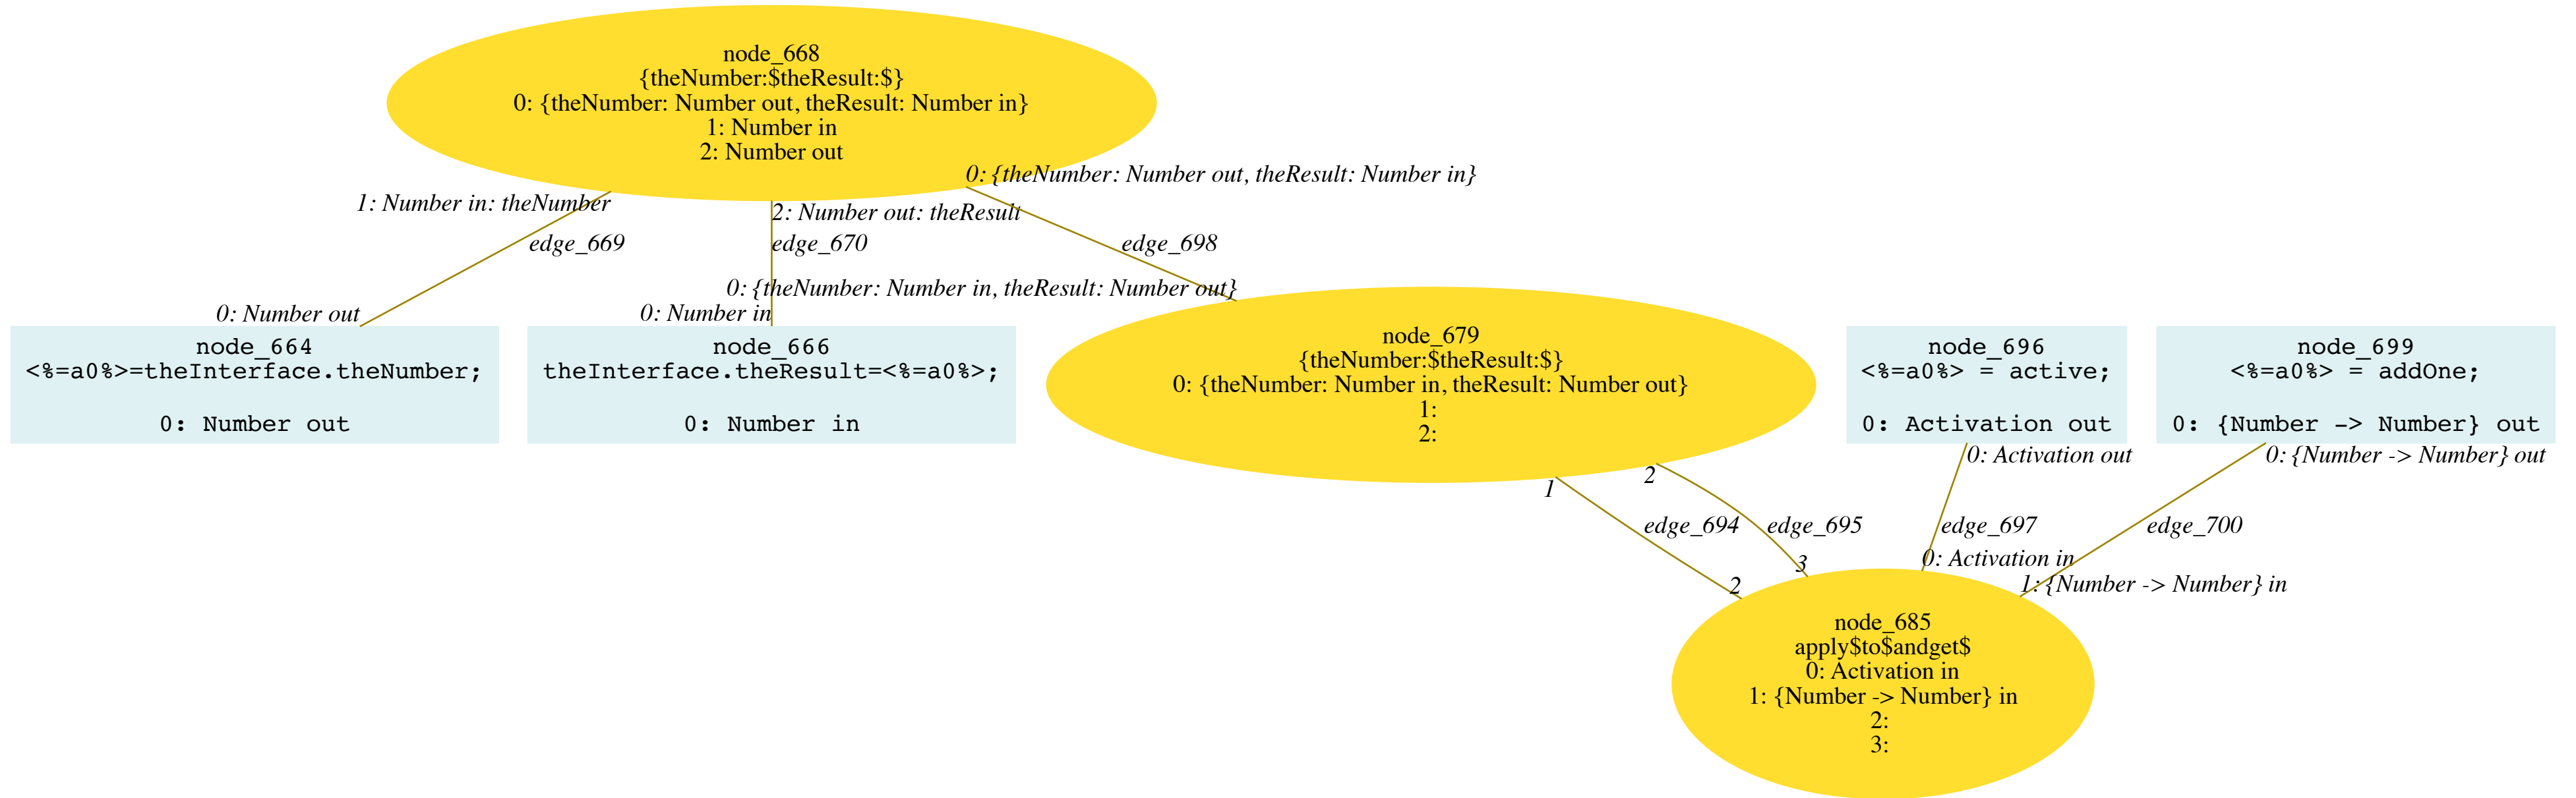 node_668
{theNumber:$theResult:$}
0: {theNumber: Number out, theResult: Number in}
1: Number in
2: Number out
0: {theNumber: Number out, theResult: Number in}
1: Number in: theNumber
2: Number out: theResult
edge_669
edge_670
edge_698
0: {theNumber: Number in, theResult: Number out}
0: Number out
0: Number in
node_664
<%=a0%>=theInterface.theNumber;
0: Number out
node_666
theInterface.theResult=<%=a0%>;
0: Number in
node_679
{theNumber:$theResult:$}
0: {theNumber: Number in, theResult: Number out}
1:
2:
node_696
<%=a0%> = active;
0: Activation out
node_699
<%=a0%> = addOne;
0: {Number -> Number} out
0: Activation out
0: {Number -> Number} out
1
2
edge_694
edge_695
edge_697
edge_700
2
3
0: Activation in
1: {Number -> Number} in
node_685
apply$to$andget$
0: Activation in
1: {Number -> Number} in
2:
3: